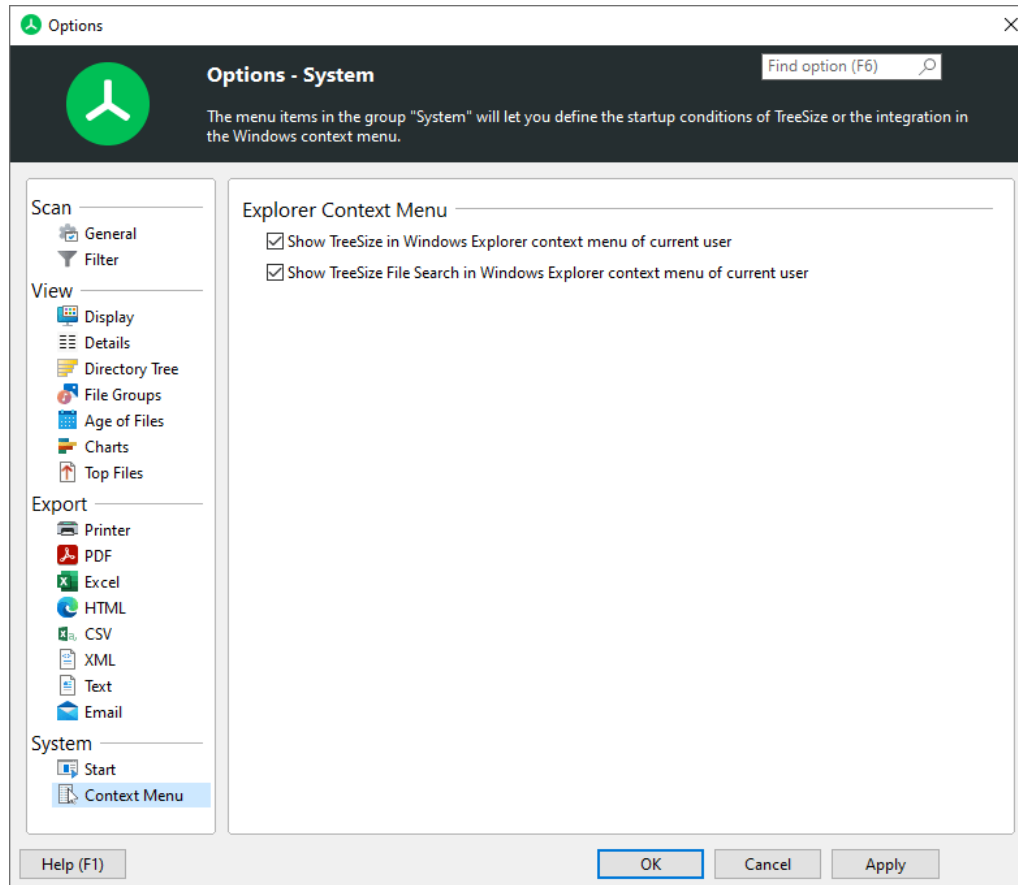 Options
Options - System
Find option (F6)
The menu items in the group "System" will let you define the startup conditions of TreeSize or the integration in
the Windows context menu.
Scan
General
Filter
View
Display
Details
Directory Tree
File Groups
Age of Files
Charts
Top Files
Export
Printer
PDF
Excel
HTML
CSV
XML
Text
Email
System
Start
Context Menu
Explorer Context Menu
Show TreeSize in Windows Explorer context menu of current user
Show TreeSize File Search in Windows Explorer context menu of current user
Help (F1)
OK
Cancel
Apply